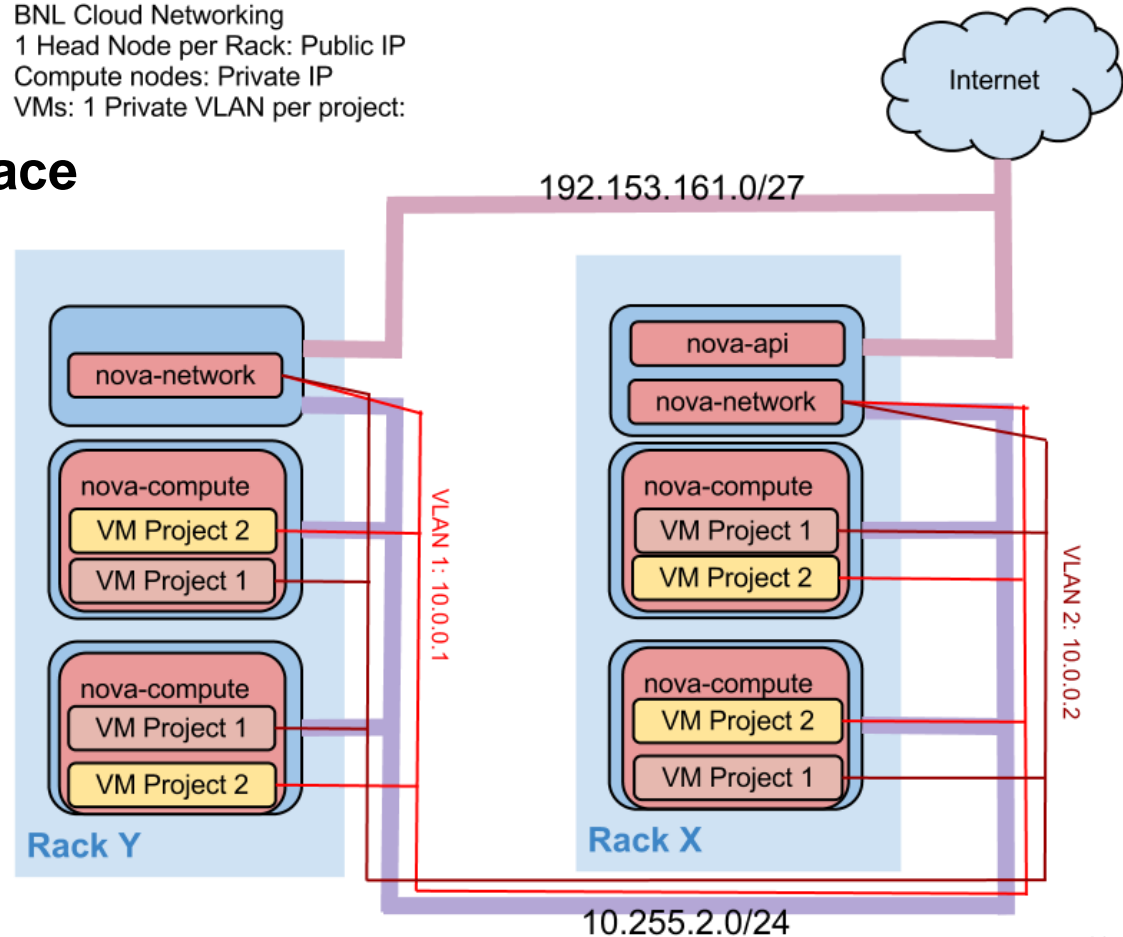 BNL Cloud Networking
1 Head Node per Rack: Public IP
Compute nodes: Private IP
VMs: 1 Private VLAN per project:
ace
Internet
192.153.161.0/27
nova-network
nova-compute
VM Project 2
VM Project 1
nova-compute
VM Project 1
VM Project 2
Rack Y
VLAN 1: 10.0.0.1
nova-api
nova-network
nova-compute
VM Project 1
VM Project 2
nova-compute
VM Project 2
VM Project 1
Rack X
VLAN 2: 10.0.0.2
10.255.2.0/24